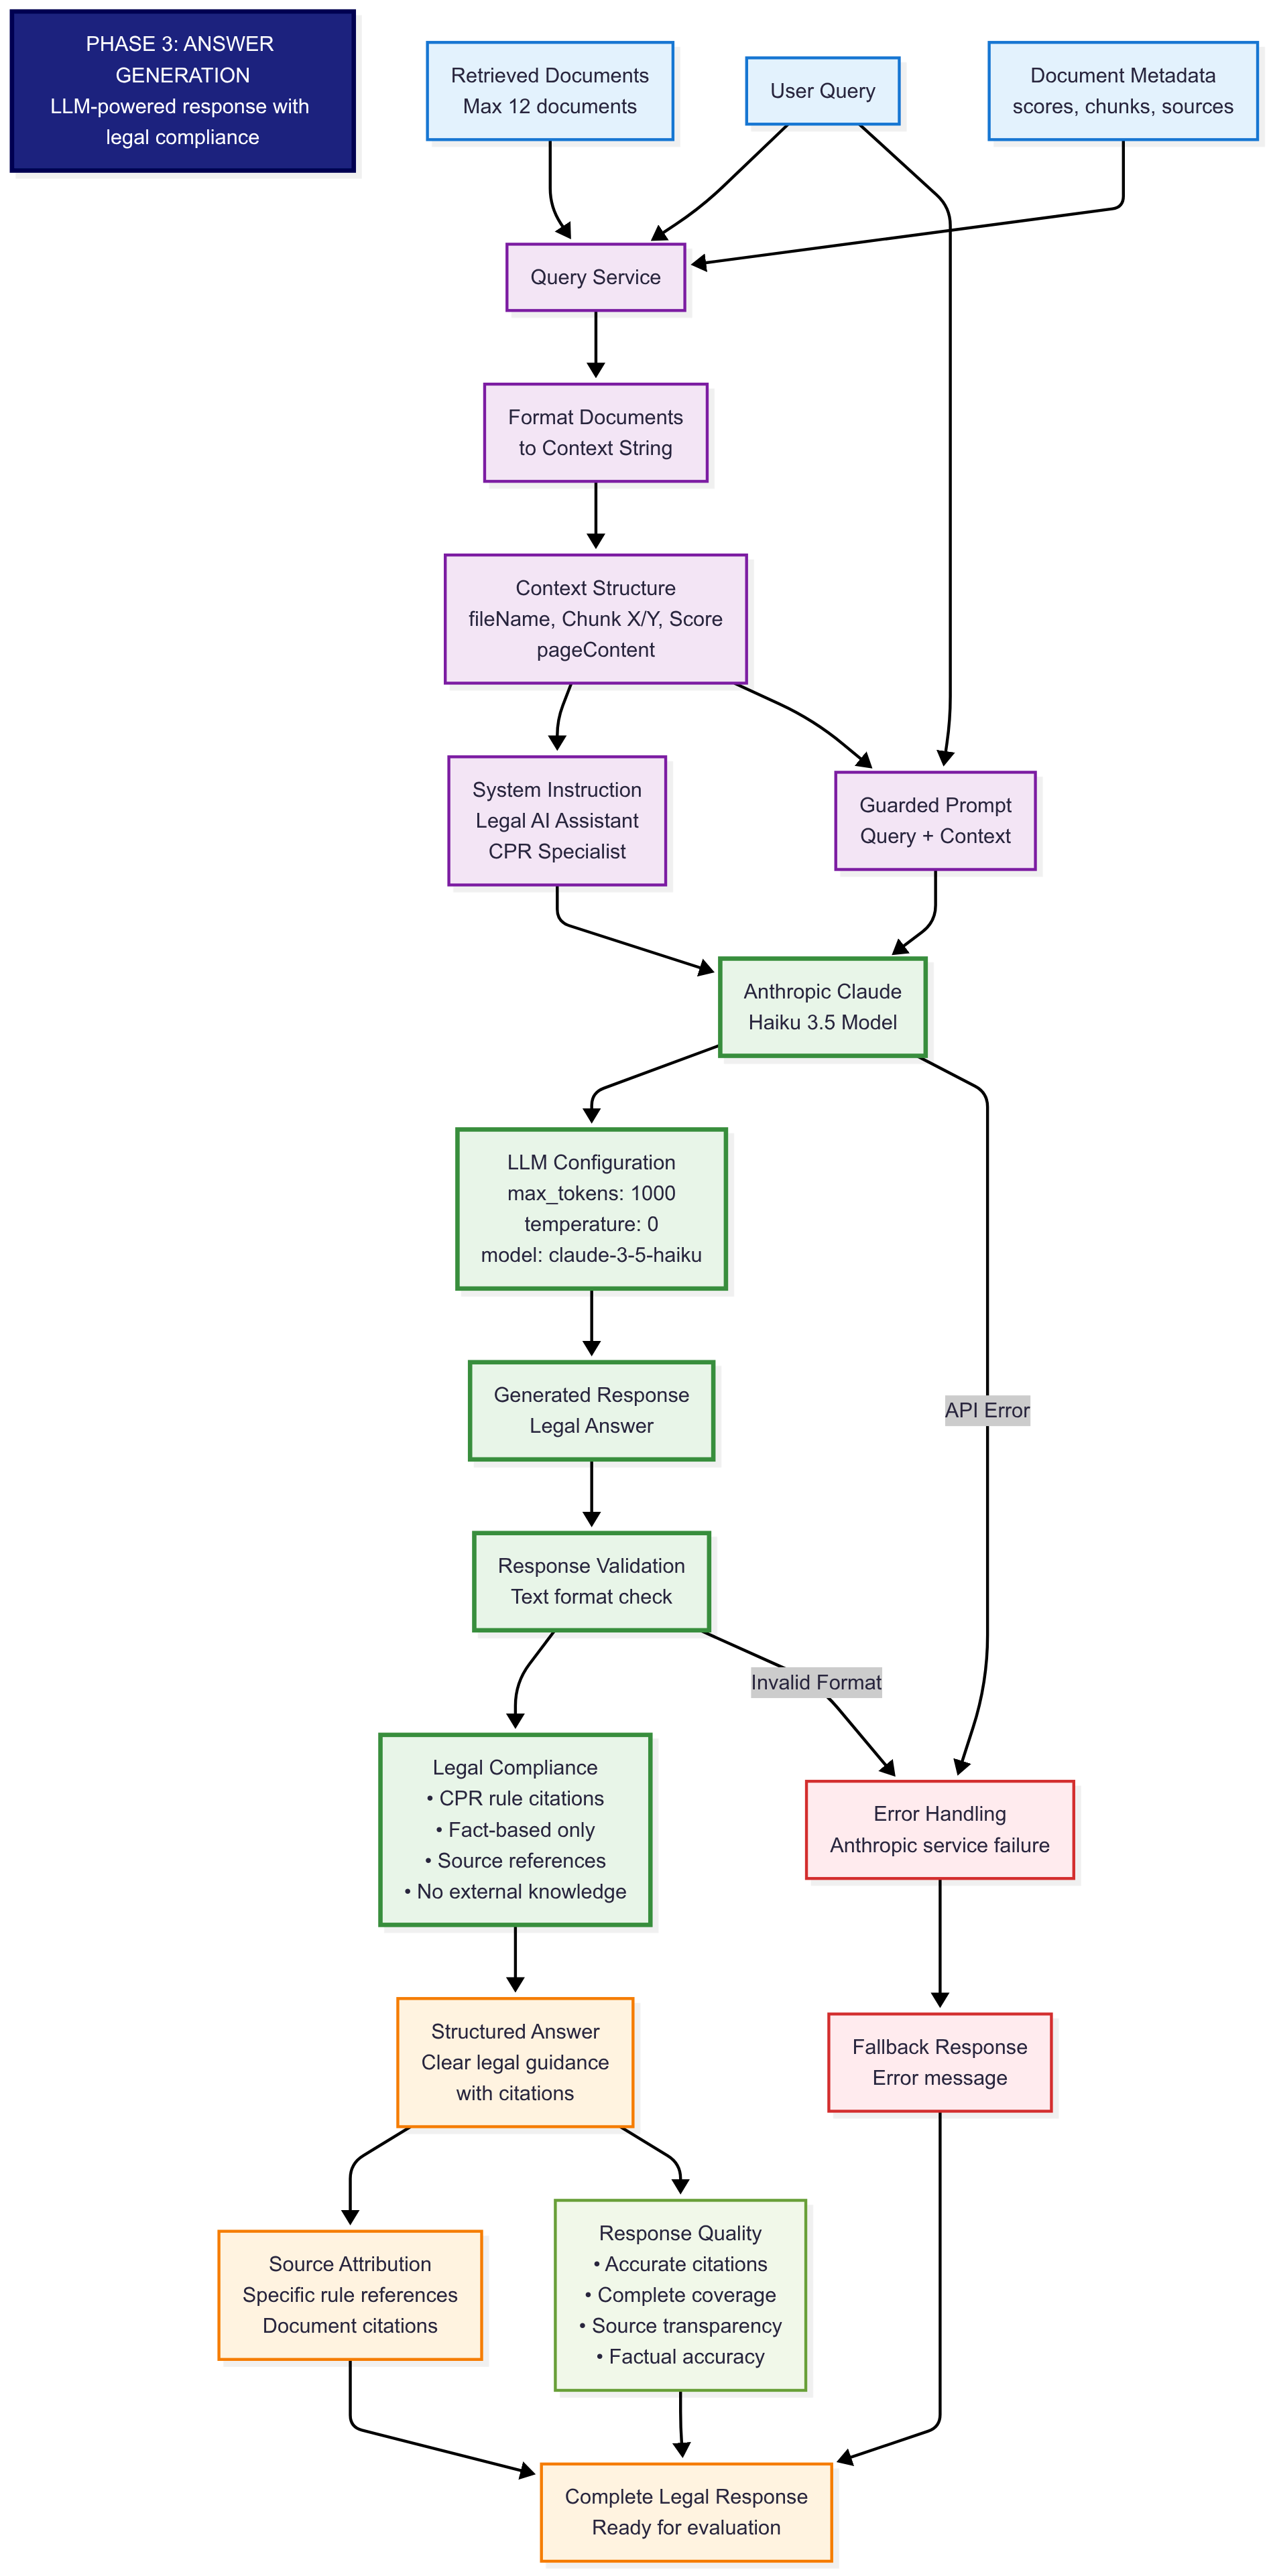 PHASE 3: ANSWER
GENERATION
LLM-powered response with
legal compliance
Retrieved Documents
Max 12 documents
User Query
Document Metadata
scores, chunks, sources
Query Service
Format Documents
to Context String
Context Structure
fileName, Chunk X/Y, Score
pageContent
System Instruction
Legal AI Assistant
CPR Specialist
Guarded Prompt
Query + Context
Anthropic Claude
Haiku 3.5 Model
LLM Configuration
max_tokens: 1000
temperature: 0
model: claude-3-5-haiku
Generated Response
Legal Answer
API Error
Response Validation
Text format check
Invalid Format
Legal Compliance
• CPR rule citations
• Fact-based only
• Source references
• No external knowledge
Error Handling
Anthropic service failure
Structured Answer
Clear legal guidance
with citations
Fallback Response
Error message
Source Attribution
Specific rule references
Document citations
Response Quality
• Accurate citations
• Complete coverage
• Source transparency
• Factual accuracy
Complete Legal Response
Ready for evaluation